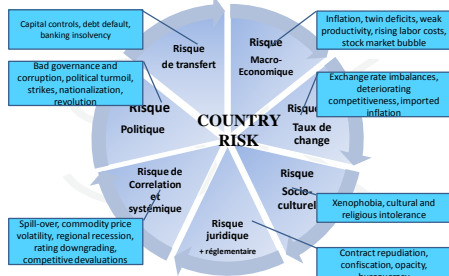 Capital controls, debt default,
banking insolvency
Inflation, twin deficits, weak
productivity, rising labor costs,
stock market bubble
Risque
de transfert
Risque
Macro-
Economique
Bad governance and
corruption, political turmoil,
strikes, nationalization,
revolution
Exchange rate imbalances,
deteriorating
competitiveness, imported
inflation
Risque
Politique
COUNTRY
RISK
Risque
Taux de
change
Risque de
Correlation
et
systémique
Risque
Socio-
culturel
Xenophobia, cultural and
religious intolerance
Risque
juridique
+ réglementaire
Spill-over, commodity price
volatility, regional recession,
rating downgrading,
competitive devaluations
Contract repudiation,
confiscation, opacity,